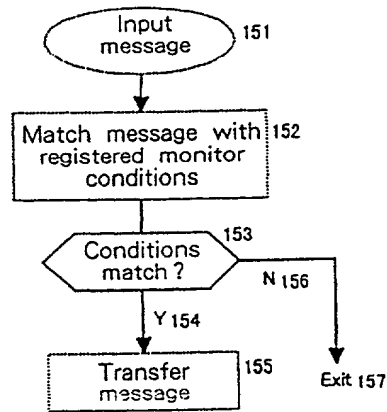 Input
message
151
Match message with
registered monitor
conditions
152
Conditions
match?
153
N 156
Y 154
Transfer
message
155
Exit 157